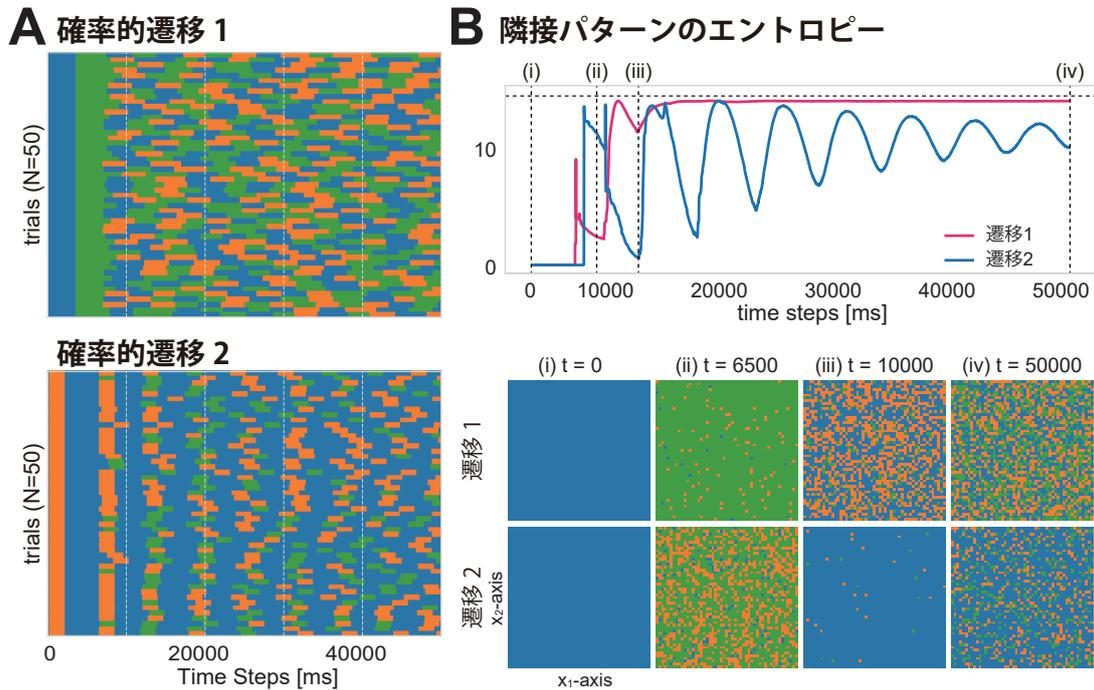 A 確率的遷移 1
trials (N=50)
確率的遷移 2
trials (N=50)
0 20000 40000
Time Steps [ms]
B 隣接パターンのエントロピー
(i) (ii) (iii) (iv)
10
0
遷移1
遷移2
0 10000 20000 30000 40000 50000
time steps [ms]
(i) t = 0 (ii) t = 6500 (iii) t = 10000 (iv) t = 50000
遷移 1
遷移 2
x₂-axis
x₁-axis